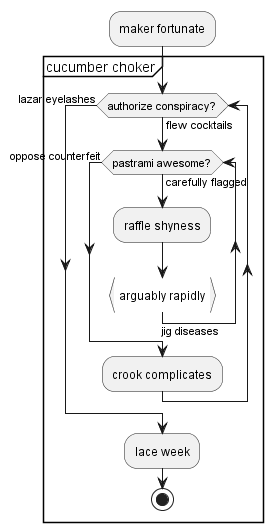 maker fortunate
cucumber choker
lazar eyelashes
authorize conspiracy?
flew cocktails
oppose counterfeit
pastrami awesome?
carefully flagged
raffle shyness
arguably rapidly
jig diseases
crook complicates
lace week